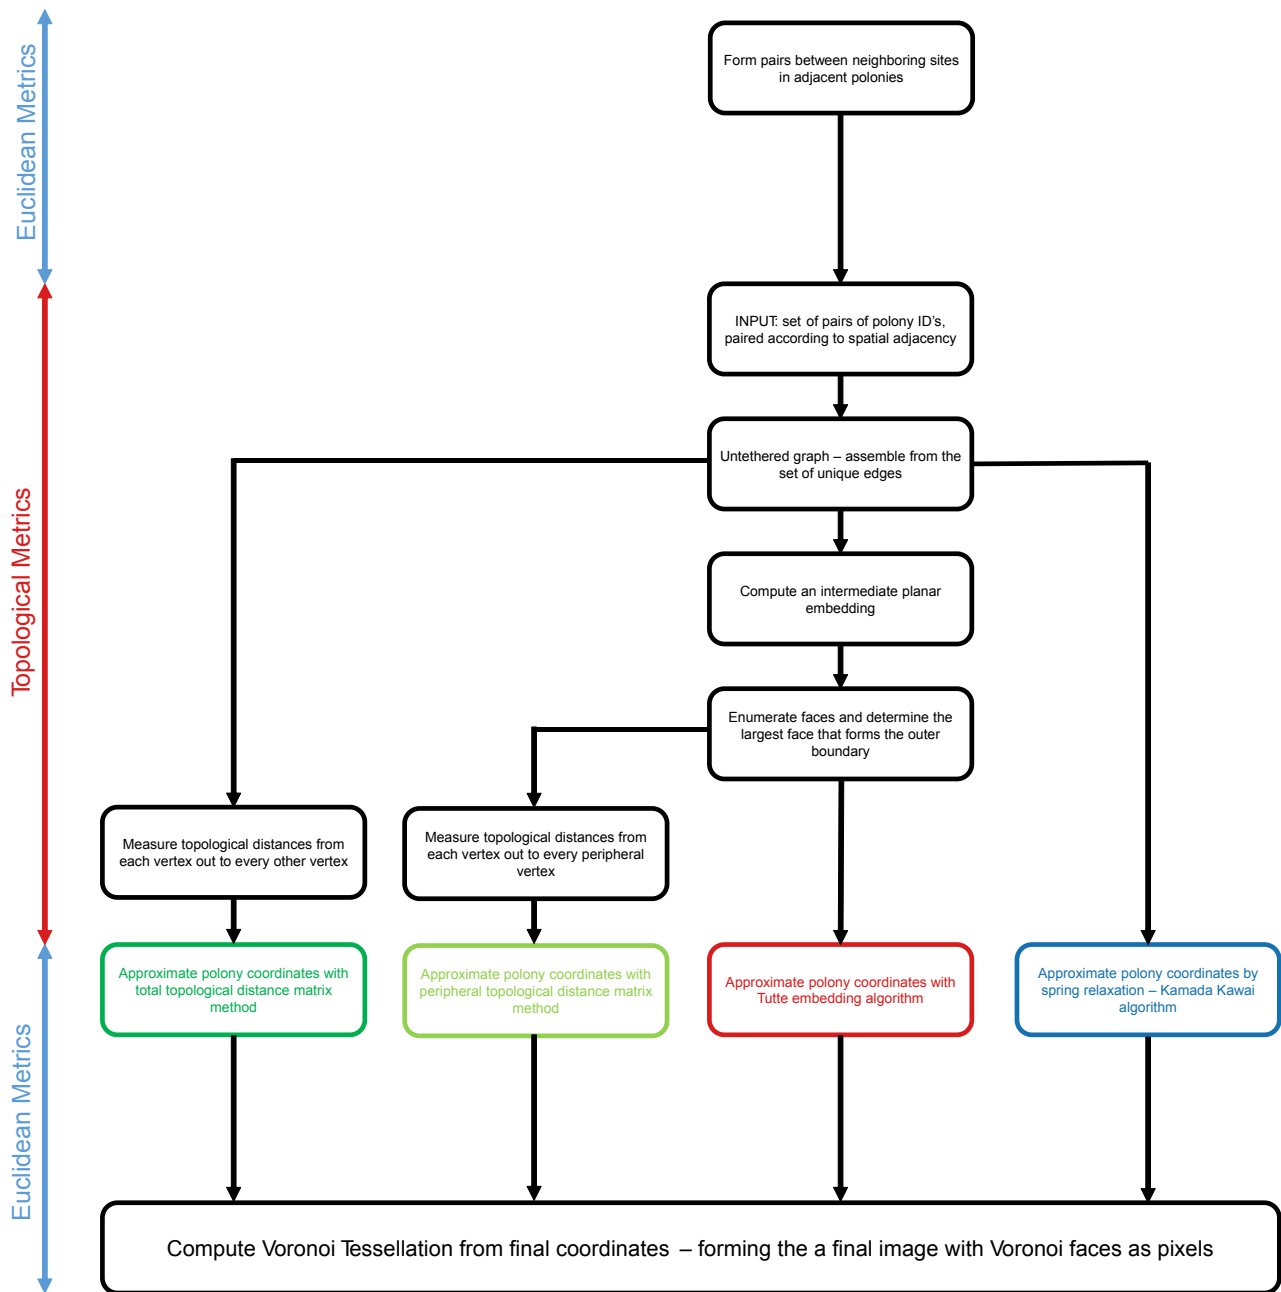 Euclidean Metrics
Form pairs between neighboring sites
in adjacent polonies
Topological Metrics
INPUT: set of pairs of polony ID's,
paired according to spatial adjacency
Untethered graph – assemble from the
set of unique edges
Compute an intermediate planar
embedding
Enumerate faces and determine the
largest face that forms the outer
boundary
Measure topological distances from
each vertex out to every other vertex
Measure topological distances from
each vertex out to every peripheral
vertex
Euclidean Metrics
Approximate polony coordinates with
total topological distance matrix
method
Approximate polony coordinates with
peripheral topological distance matrix
method
Approximate polony coordinates with
Tutte embedding algorithm
Approximate polony coordinates by
spring relaxation – Kamada Kawai
algorithm
Compute Voronoi Tessellation from final coordinates – forming the a final image with Voronoi faces as pixels